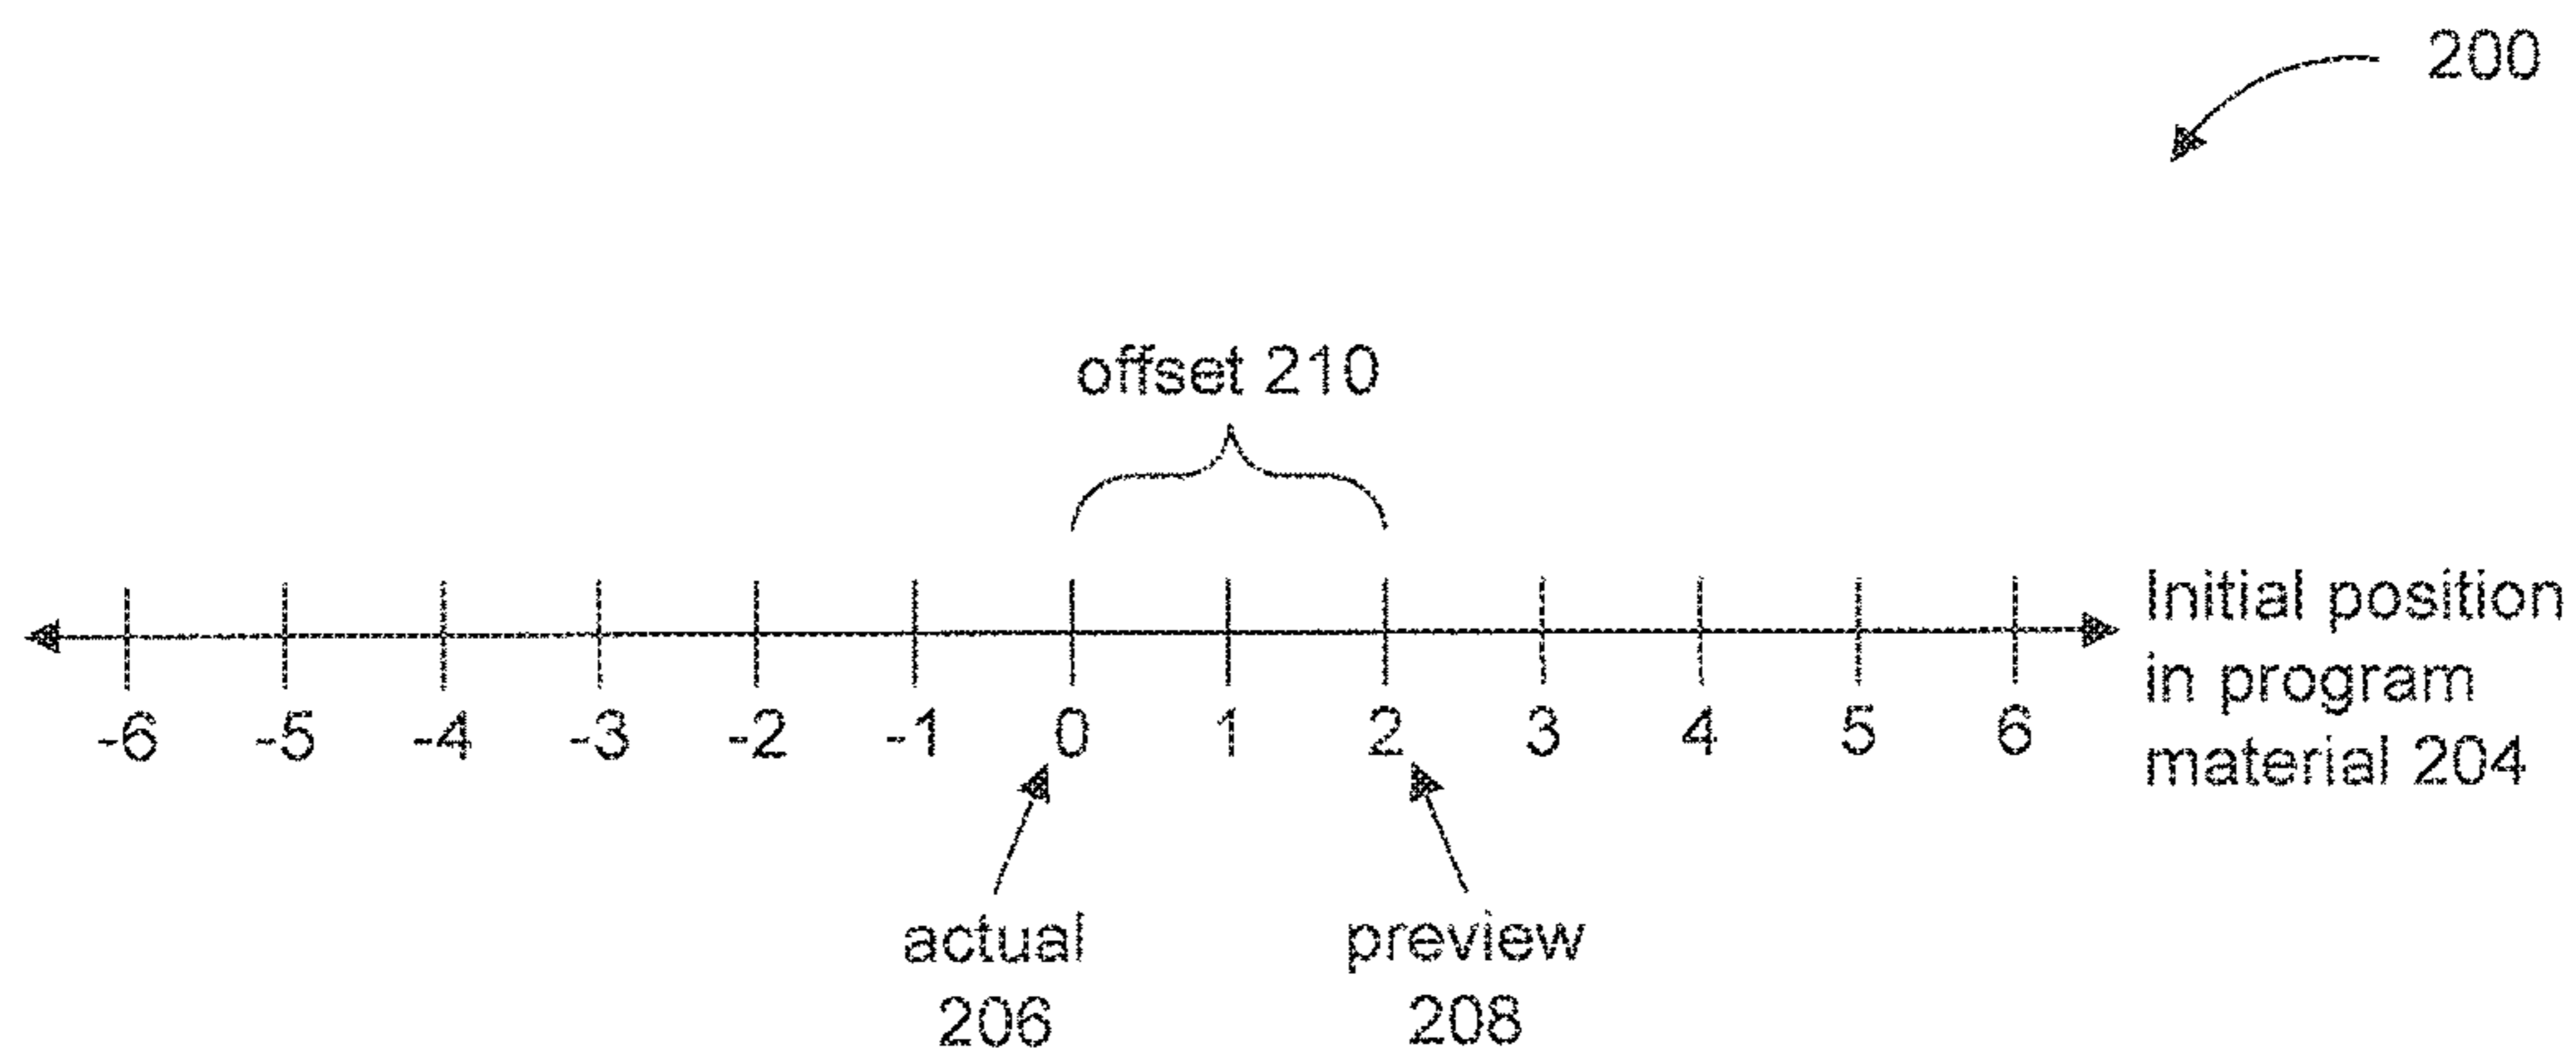 200
offset 210
-6 -5 -4 -3 -2 -1 0 1 2 3 4 5 6
Initial position
in program
material 204
actual
206
preview
208